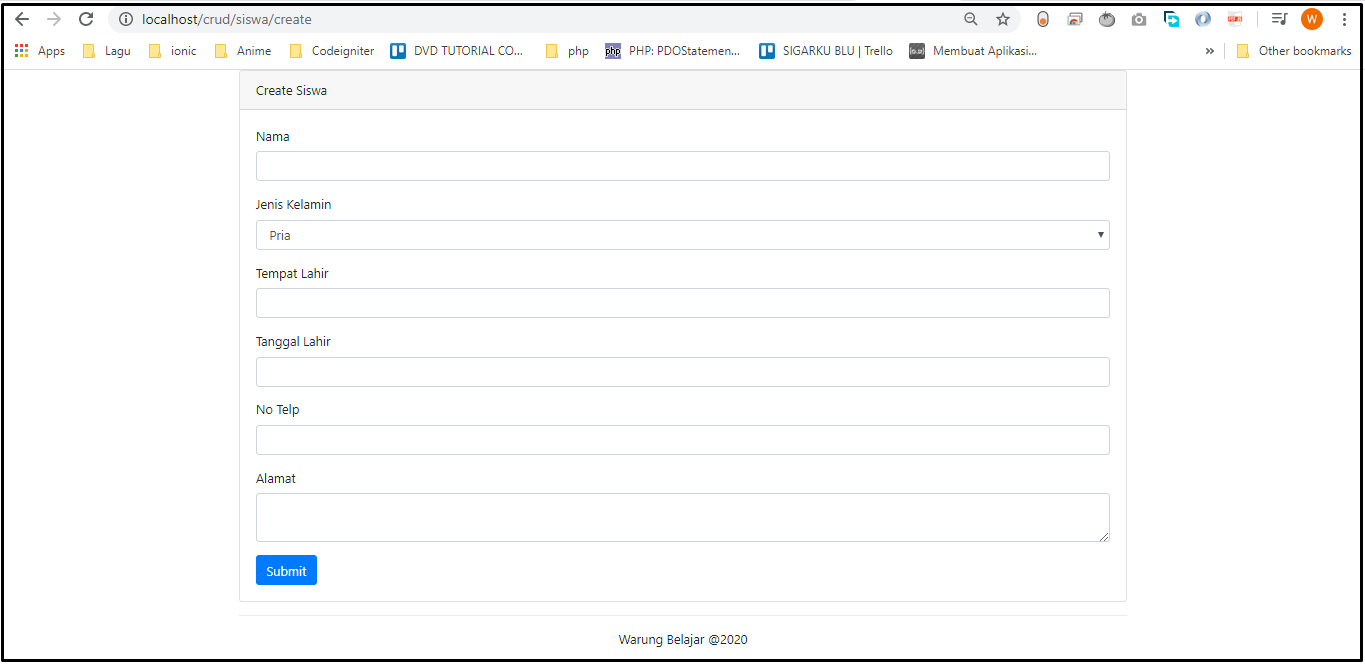 localhost/crud/siswa/create
W
Apps Lagu ionic Anime Codeigniter DVD TUTORIAL CO... php php PHP: PDOStatemen... SIGARKU BLU | Trello Membuat Aplikasi... » Other bookmarks
Create Siswa
Nama
Jenis Kelamin
Pria
Tempat Lahir
Tanggal Lahir
No Telp
Alamat
Submit
Warung Belajar @2020